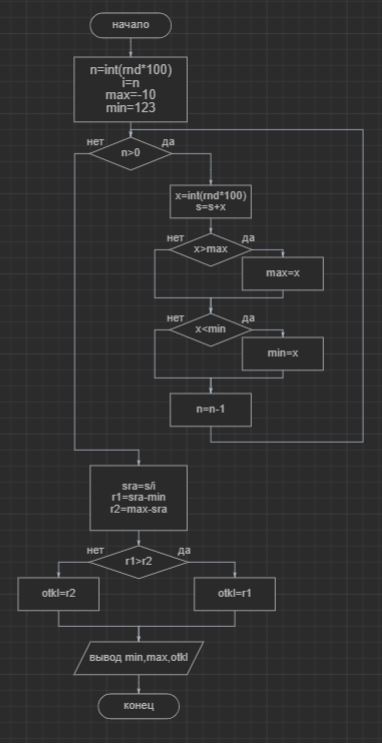 начало
n=int(rnd*100)
i=n
max=-10
min=123
нет
да
n>0
x=int(rnd*100)
s=s+x
нет
да
x>max
max=x
нет
да
x<min
min=x
n=n-1
sra=s/i
r1=sra-min
r2=max-sra
нет
да
r1>r2
otkl=r2
otkl=r1
вывод min,max,otkl
конец